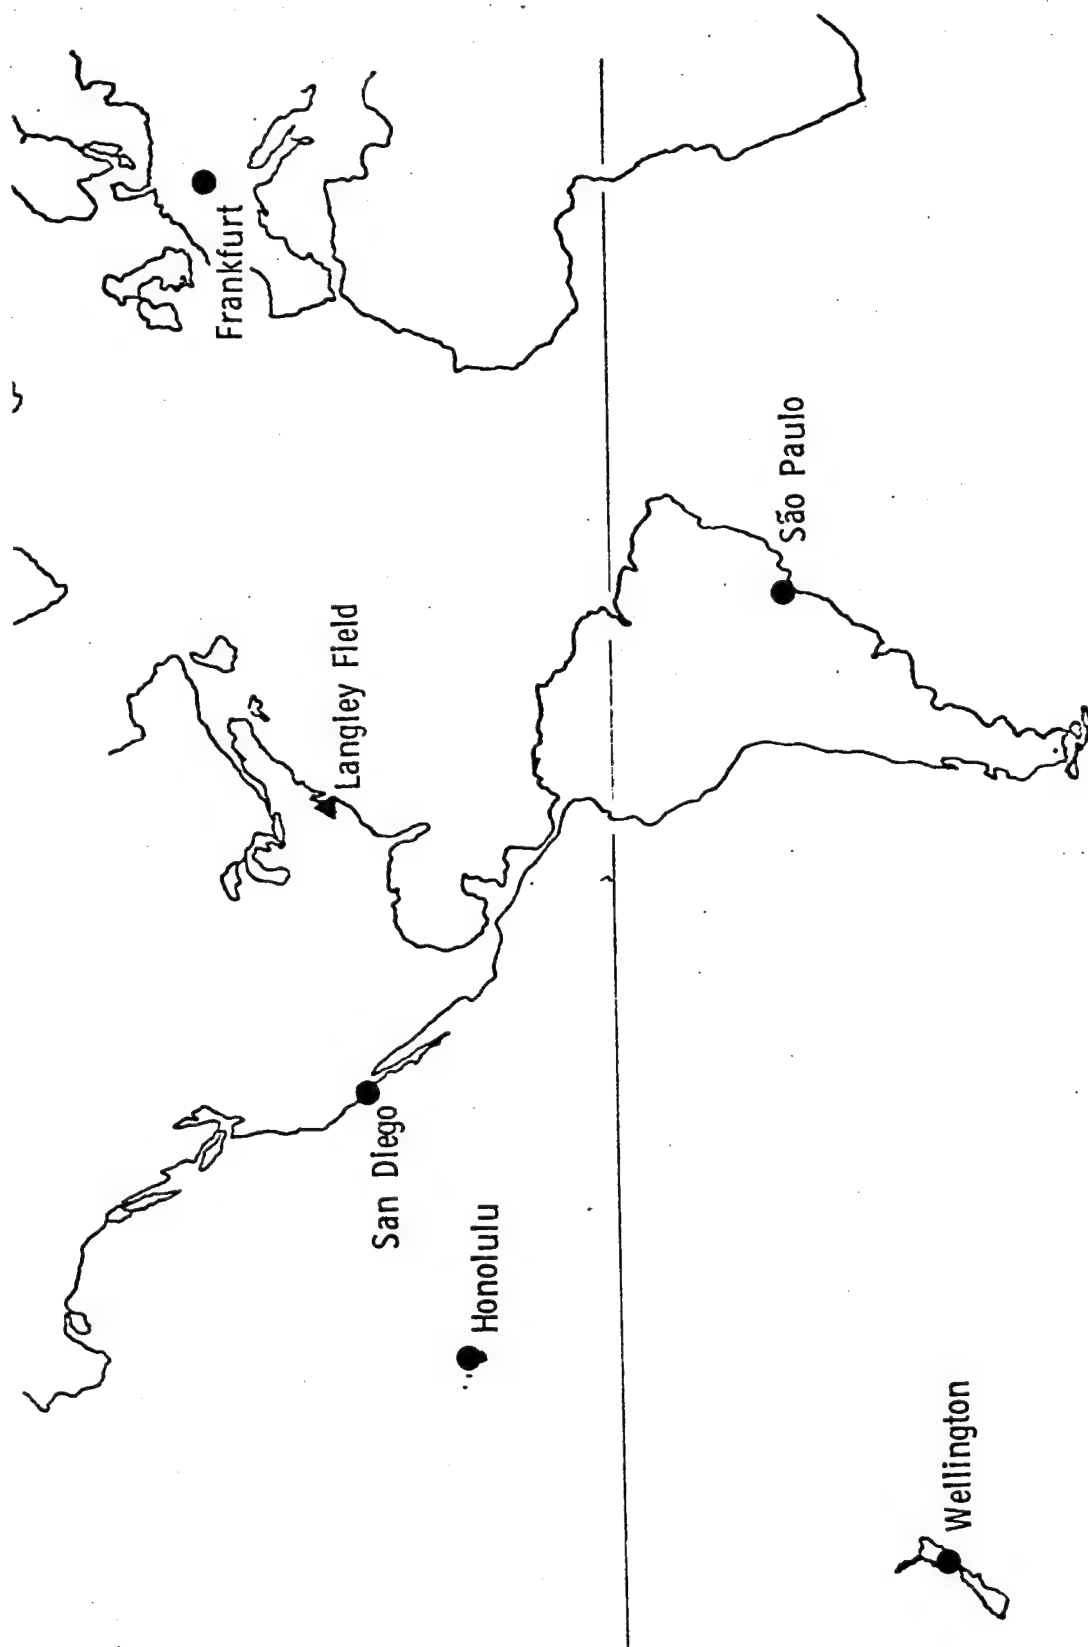 Frankfurt
Langley Field
San Diego
Honolulu
São Paulo
Wellington